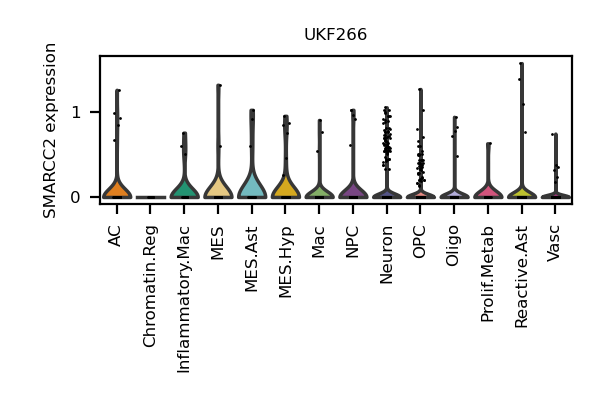 UKF266
SMARCC2 expression
1
0
AC
Chromatin.Reg
Inflammatory.Mac
MES
MES.Ast
MES.Hyp
Mac
NPC
Neuron
OPC
Oligo
Prolif.Metab
Reactive.Ast
Vasc